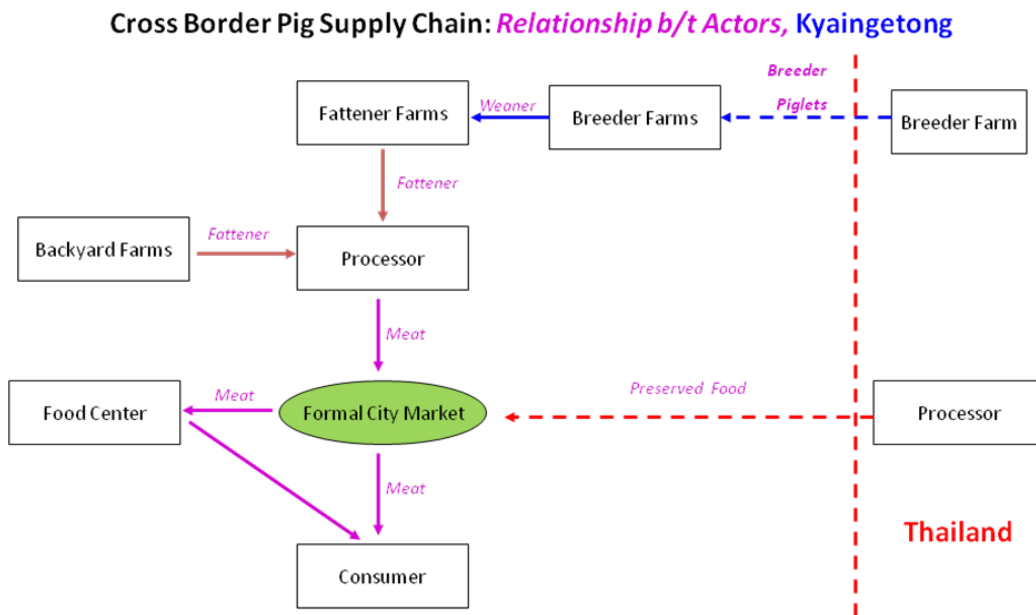 Cross Border Pig Supply Chain: Relationship b/t Actors, Kyaingetong
Breeder
Piglets
Weaner
Fattener Farms
Breeder Farms
Breeder Farm
Fattener
Backyard Farms
Fattener
Processor
Meat
Food Center
Meat
Formal City Market
Preserved Food
Processor
Meat
Thailand
Consumer